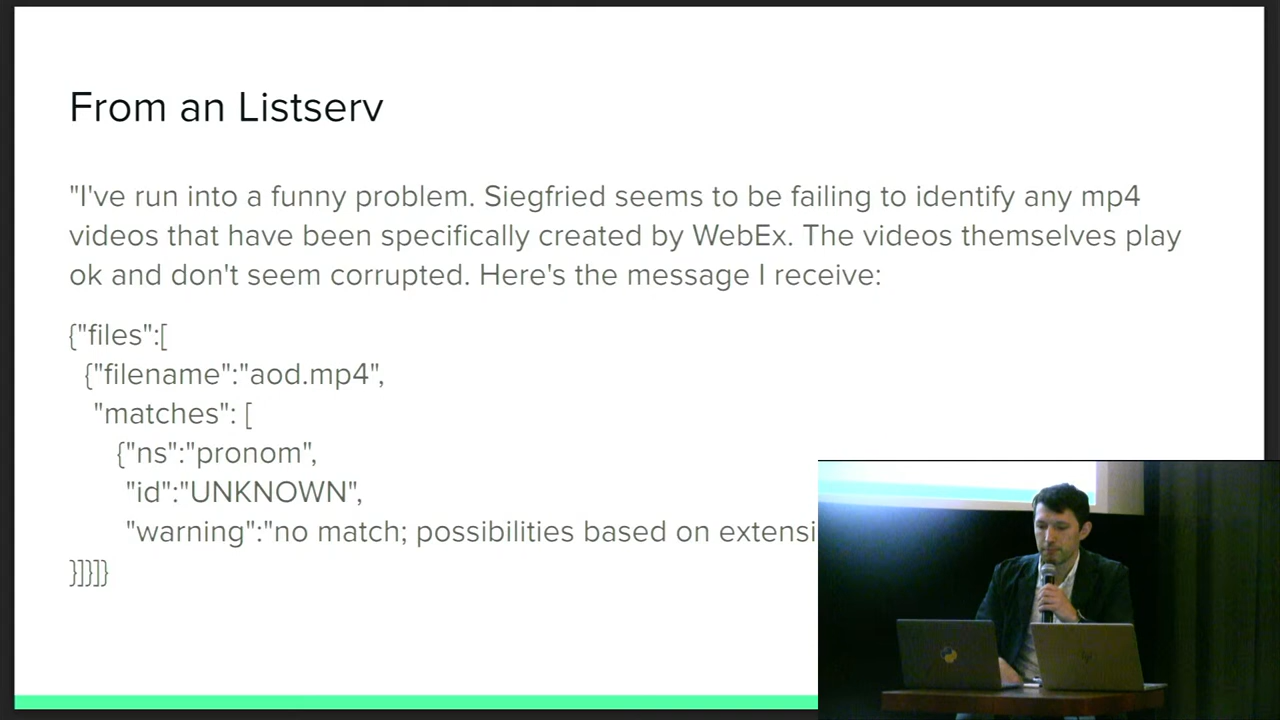 From an Listserv
"I've run into a funny problem. Siegfried seems to be failing to identify any mp4
videos that have been specifically created by WebEx. The videos themselves play
ok and don't seem corrupted. Here's the message I receive:
{"files":[
{"filename":"aod.mp4",
"matches": [
{"ns":"pronom",
"id":"UNKNOWN",
"warning":"no match; possibilities based on extensi
}]}]}